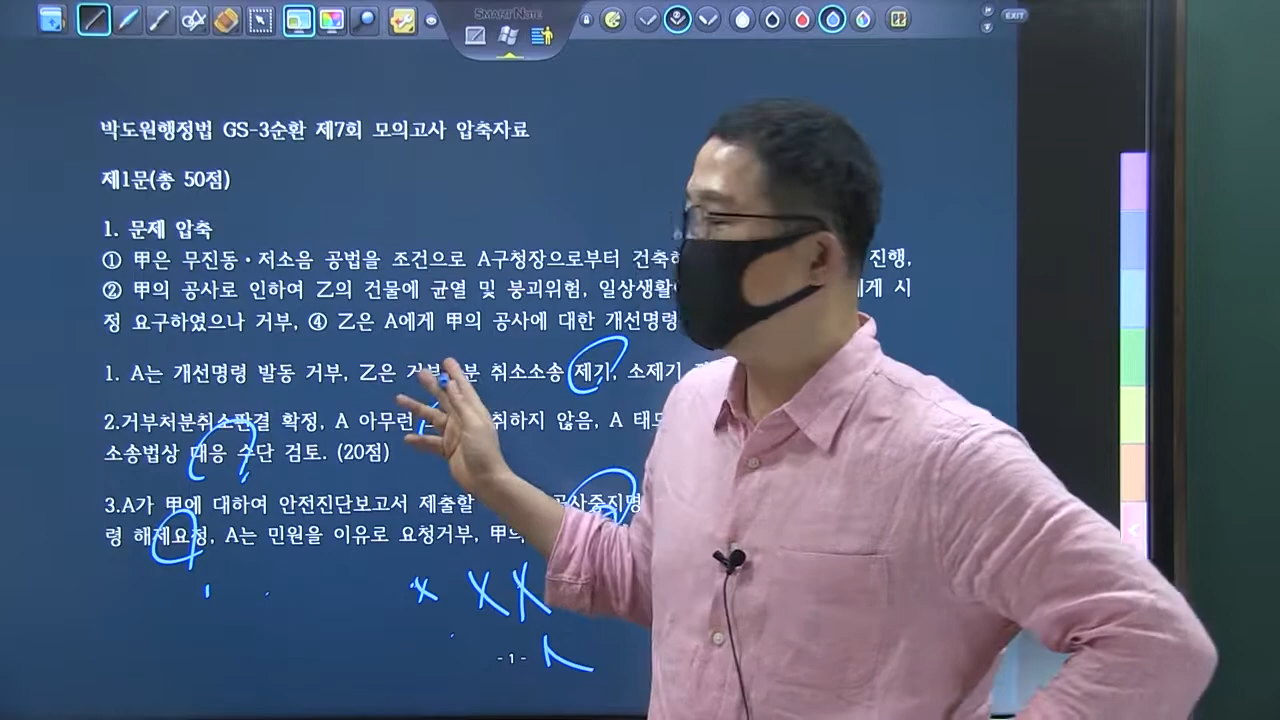 SMARTNOTE
EXIT
박도원행정법 GS-3순환 제7회 모의고사 압축자료
제1문(총 50점)
1. 문제 압축
① 甲은 무진동·저소음 공법을 조건으로 A구청장으로부터 건축허 진행,
② 甲의 공사로 인하여 乙의 건물에 균열 및 붕괴위험, 일상생활 에게 시
정 요구하였으나 거부, ④ 乙은 A에게 甲의 공사에 대한 개선명령
1. A는 개선명령 발동 거부, 乙은 거부 분 취소소송 제기, 소제기
2.거부처분취소판결 확정, A 아무런 취하지 않음, A 태도
소송법상 대응 수단 검토. (20점)
3.A가 甲에 대하여 안전진단보고서 제출할 공사중지명
령 해제요청, A는 민원을 이유로 요청거부, 甲의
- 1 -